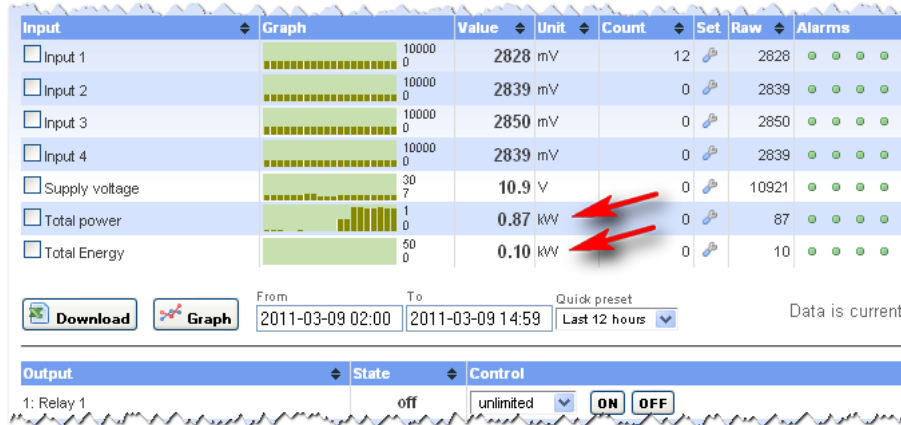 Input Graph Value Unit Count Set Raw Alarms
Input 1 10000 0 2828 mV 12 2828
Input 2 10000 0 2839 mV 0 2839
Input 3 10000 0 2850 mV 0 2850
Input 4 10000 0 2839 mV 0 2839
Supply voltage 30 7 10.9 V 0 10921
Total power 1 0 0.87 kW 0 87
Total Energy 50 0 0.10 kW 0 10
From To Quick preset
Download Graph 2011-03-09 02:00 2011-03-09 14:59 Last 12 hours Data is current
Output State Control
1: Relay 1 off unlimited ON OFF